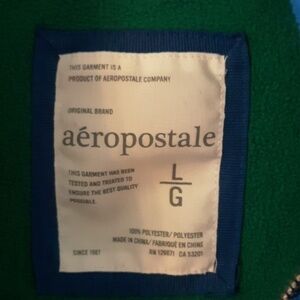 THIS GARMENT IS A
PRODUCT OF AEROPOSTALE COMPANY
ORIGINAL BRAND
aéropostale
THIS GARMENT HAS BEEN
TESTED AND TREATED TO
ENSURE THE BEST QUALITY
POSSIBLE.
L
G
100% POLYESTER/ POLYESTER
MADE IN CHINA/ FABRIQUÉ EN CHINE
SINCE 1987
RN 129871 CA 53201